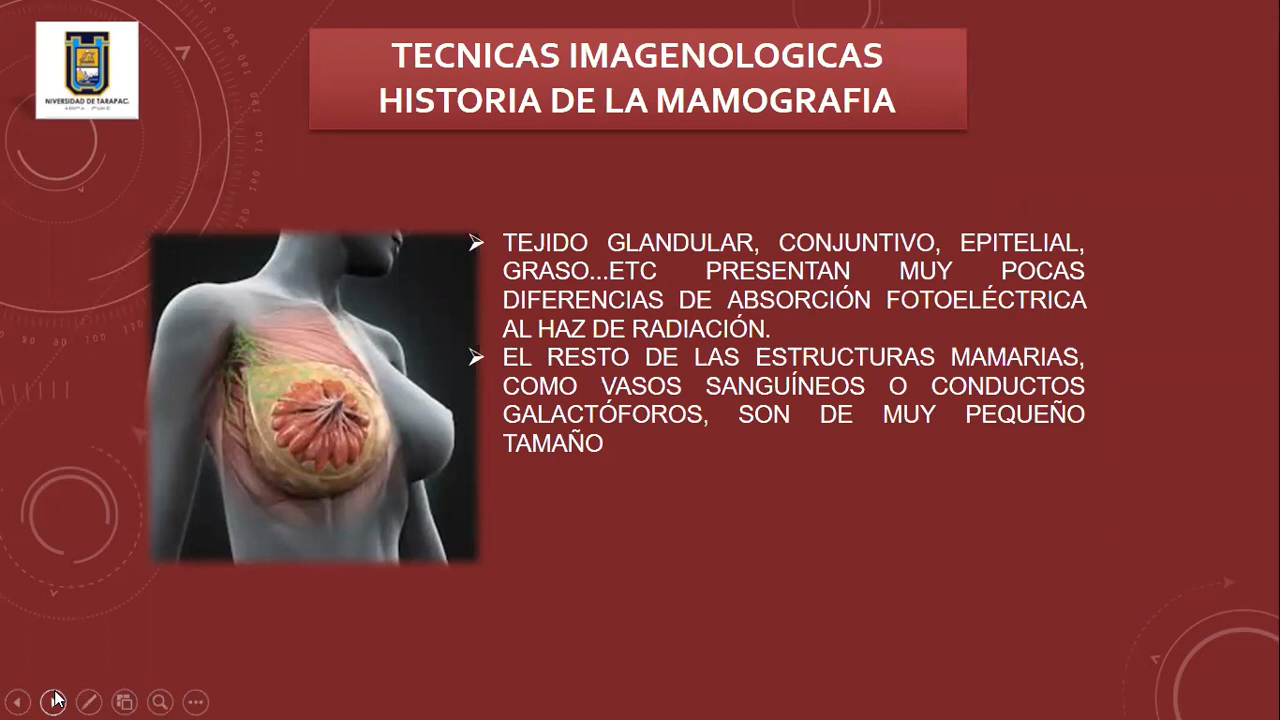 NIVERSIDAD DE TARAPAC.
TECNICAS IMAGENOLOGICAS
HISTORIA DE LA MAMOGRAFIA
TEJIDO GLANDULAR, CONJUNTIVO, EPITELIAL,
GRASO...ETC PRESENTAN MUY POCAS
DIFERENCIAS DE ABSORCIÓN FOTOELÉCTRICA
AL HAZ DE RADIACIÓN.
EL RESTO DE LAS ESTRUCTURAS MAMARIAS,
COMO VASOS SANGUÍNEOS O CONDUCTOS
GALACTÓFOROS, SON DE MUY PEQUEÑO
TAMAÑO